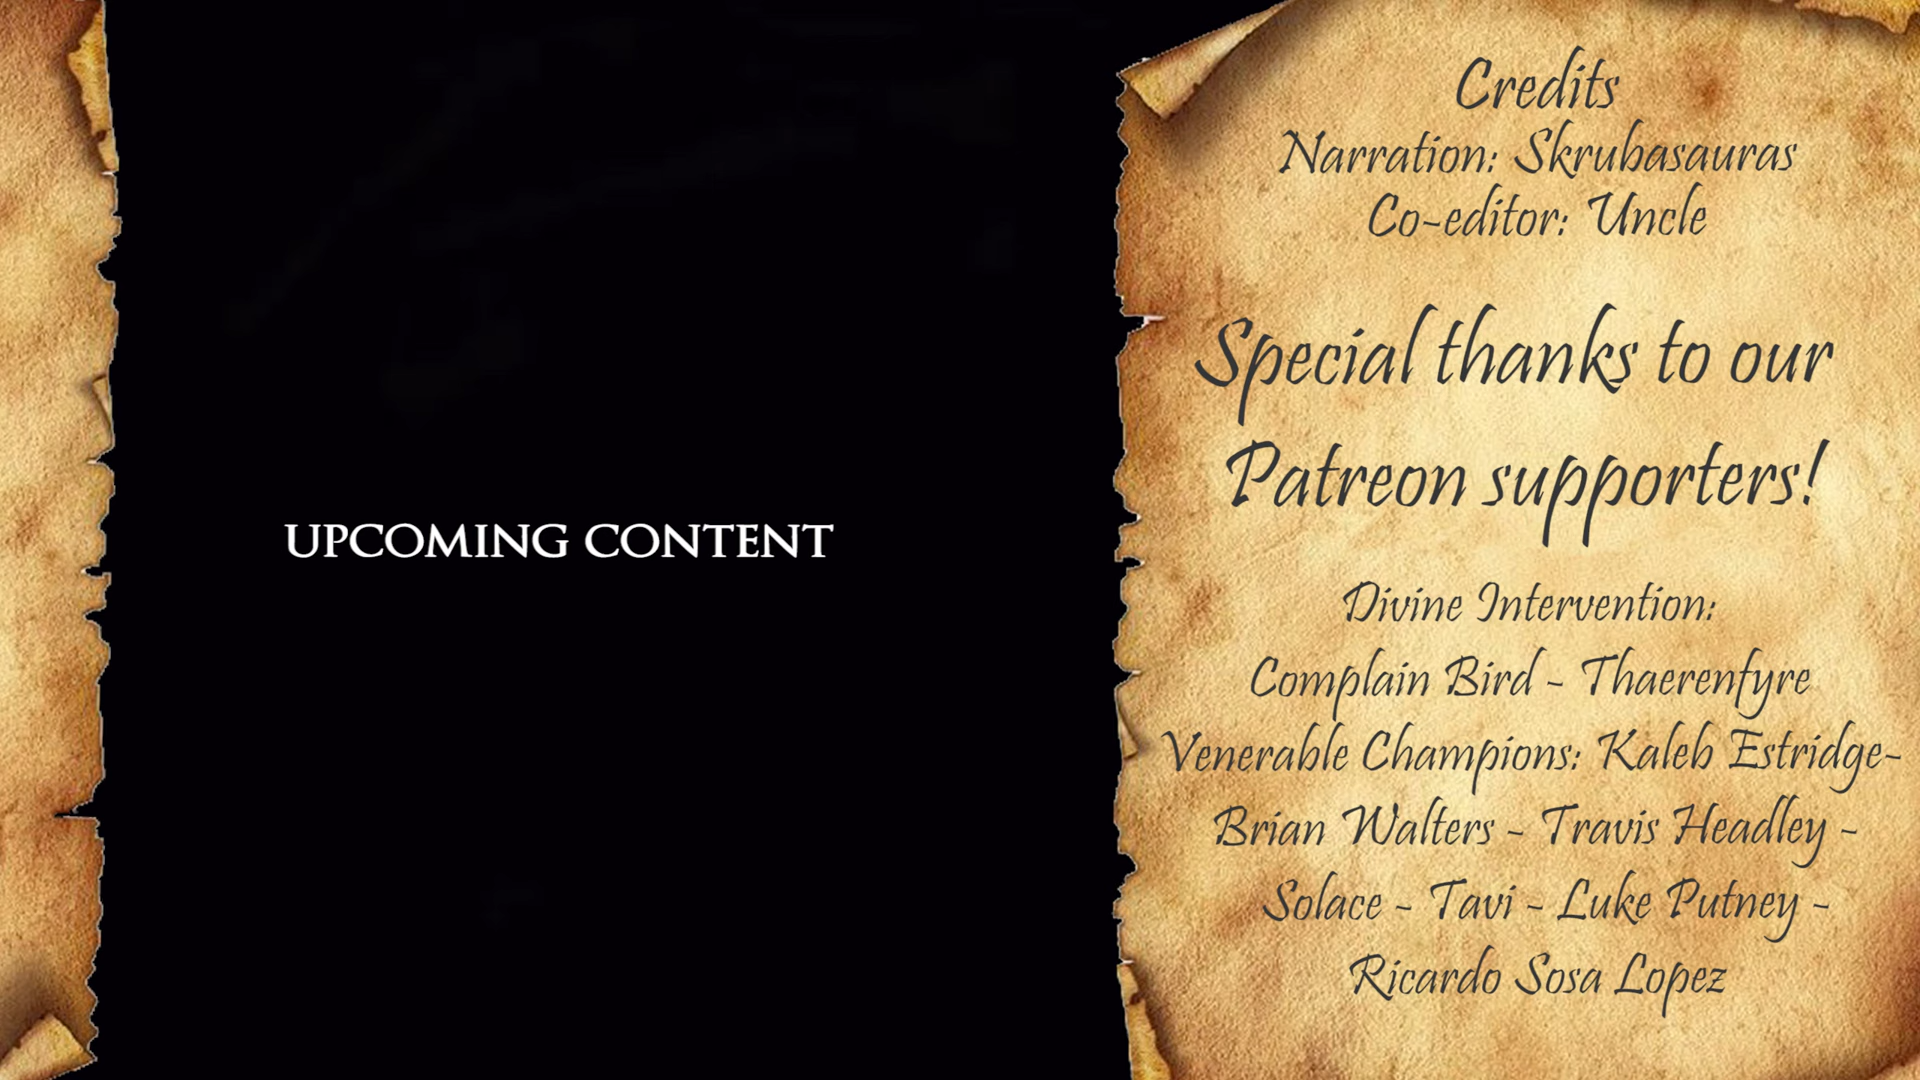 UPCOMING CONTENT
Credits
Narration: Skrubasauras
Co-editor: Uncle
Special thanks to our
Patreon supporters!
Divine Intervention:
Complain Bird - Thaerenfyre
Venerable Champions: Kaleb Estridge-
Brian Walters - Travis Headley -
Solace - Tavi - Luke Putney -
Ricardo Sosa Lopez